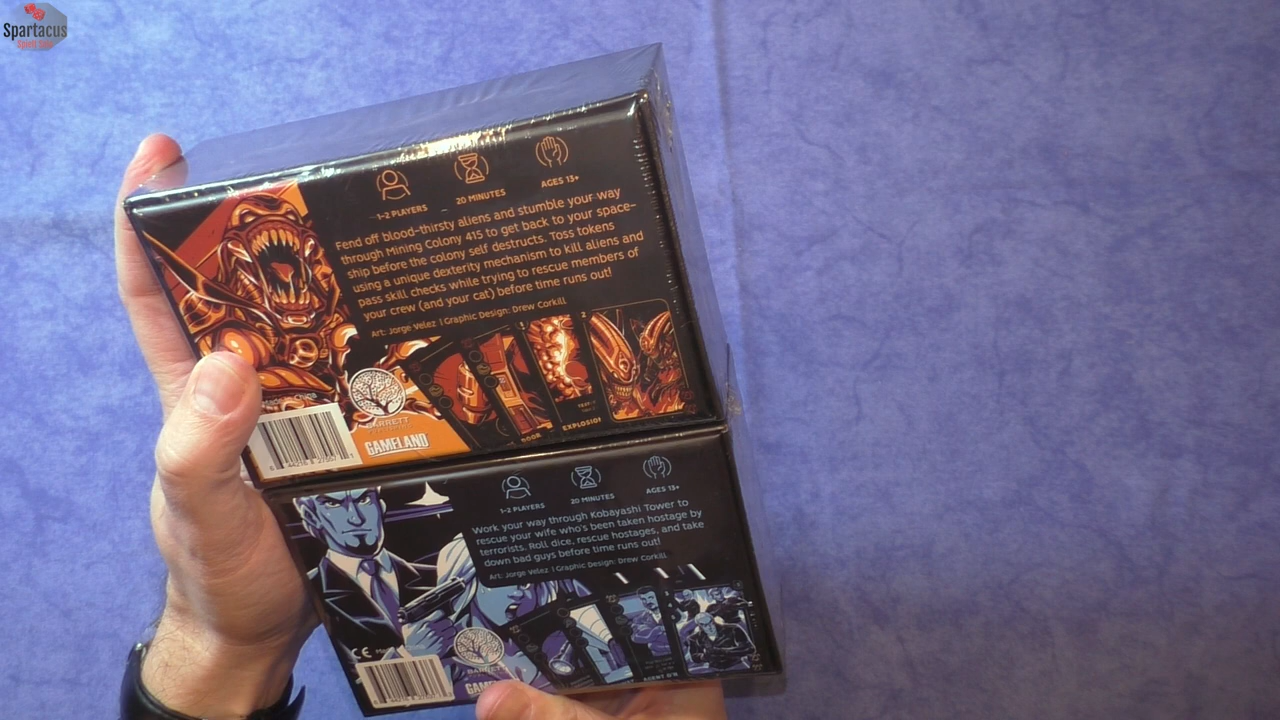 Spartacus
1-2 PLAYERS
20 MINUTES
AGES 13+
Fend off blood-thirsty aliens and stumble your way
through Mining Colony 415 to get back to your space-
ship before the colony self destructs. Toss tokens
using a unique dexterity mechanism to kill aliens and
pass skill checks while trying to rescue members of
your crew (and your cat) before time runs out!
Art: Jorge Velez | Graphic Design: Drew Corkill
2
DOOR
EXPLOSION
BARRETT
GAMELAND
1-2 PLAYERS
20 MINUTES
AGES 13+
Work your way through Kobayashi Tower to
rescue your wife who's been taken hostage by
terrorists. Roll dice, rescue hostages, and take
down bad guys before time runs out!
Art: Jorge Velez | Graphic Design: Drew Corkill
CE